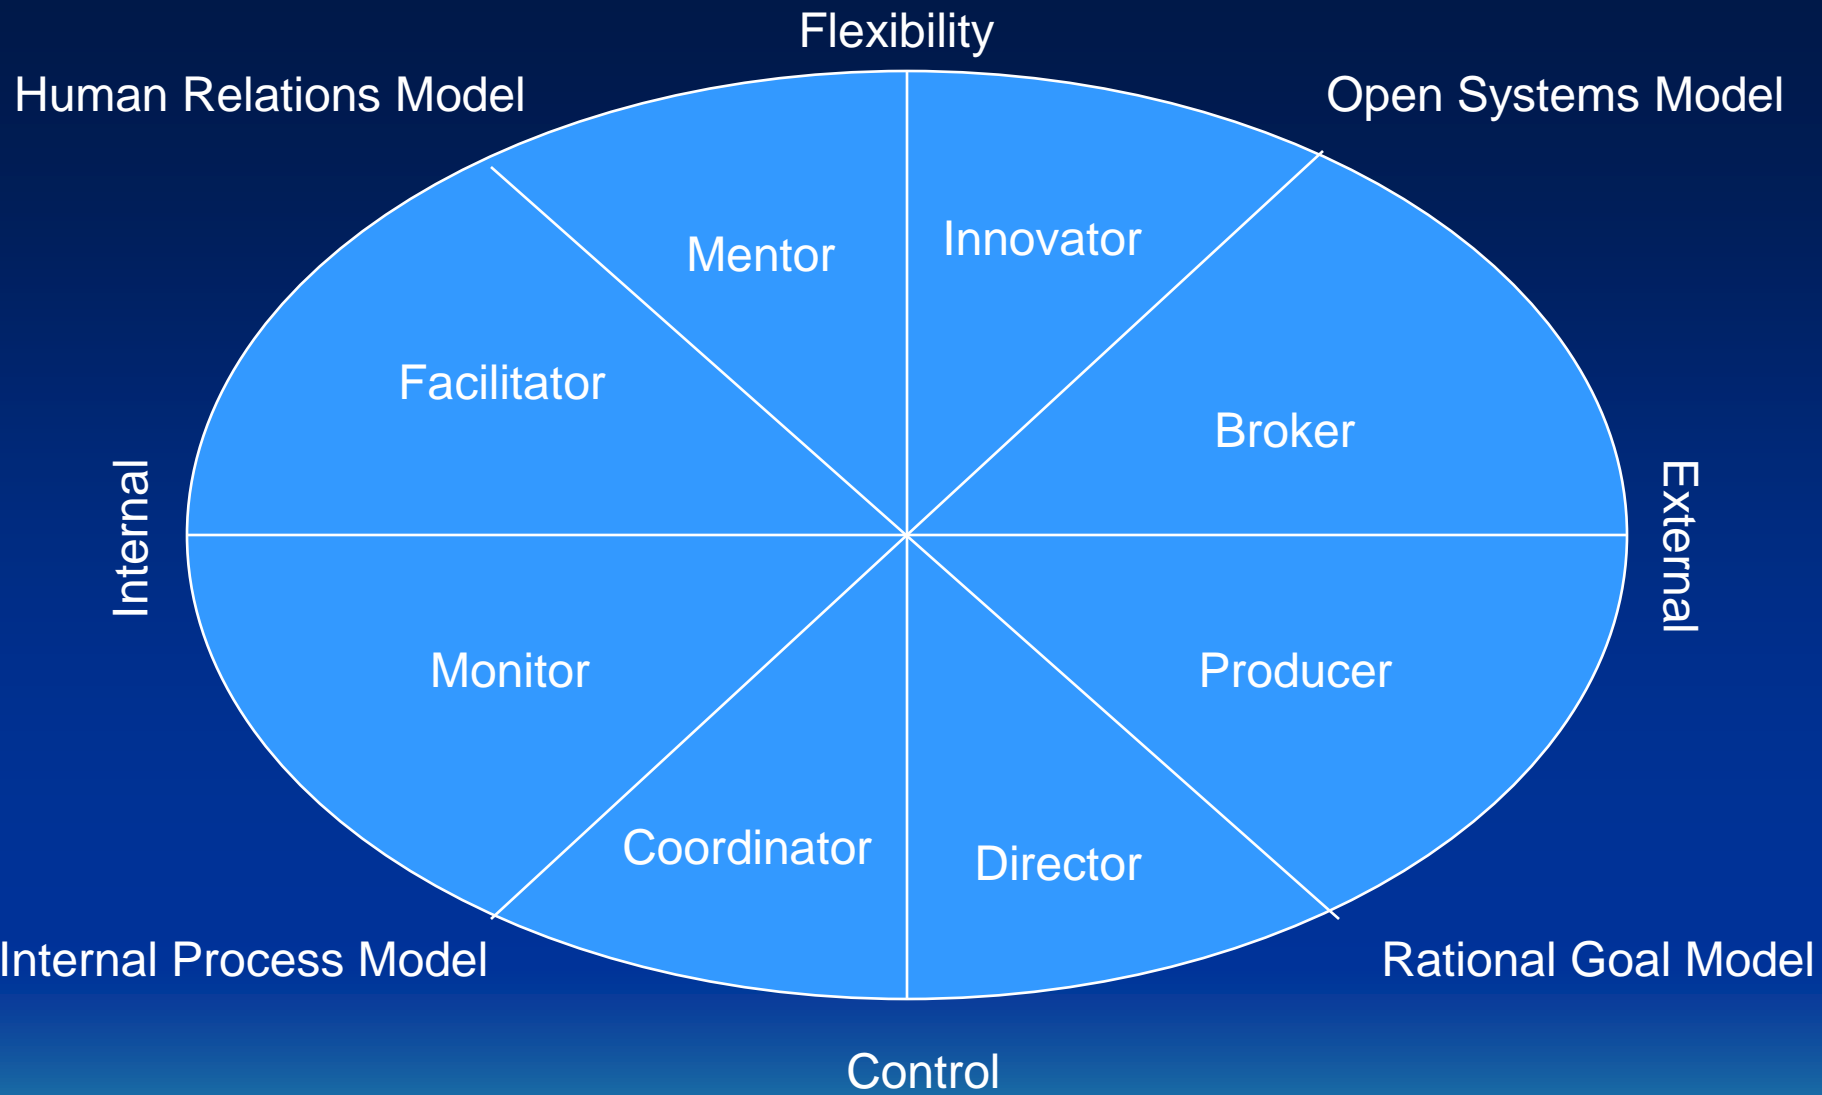 Flexibility
Human Relations Model
Open Systems Model
Mentor
Innovator
Facilitator
Broker
Internal
External
Monitor
Producer
Coordinator
Director
Internal Process Model
Rational Goal Model
Control